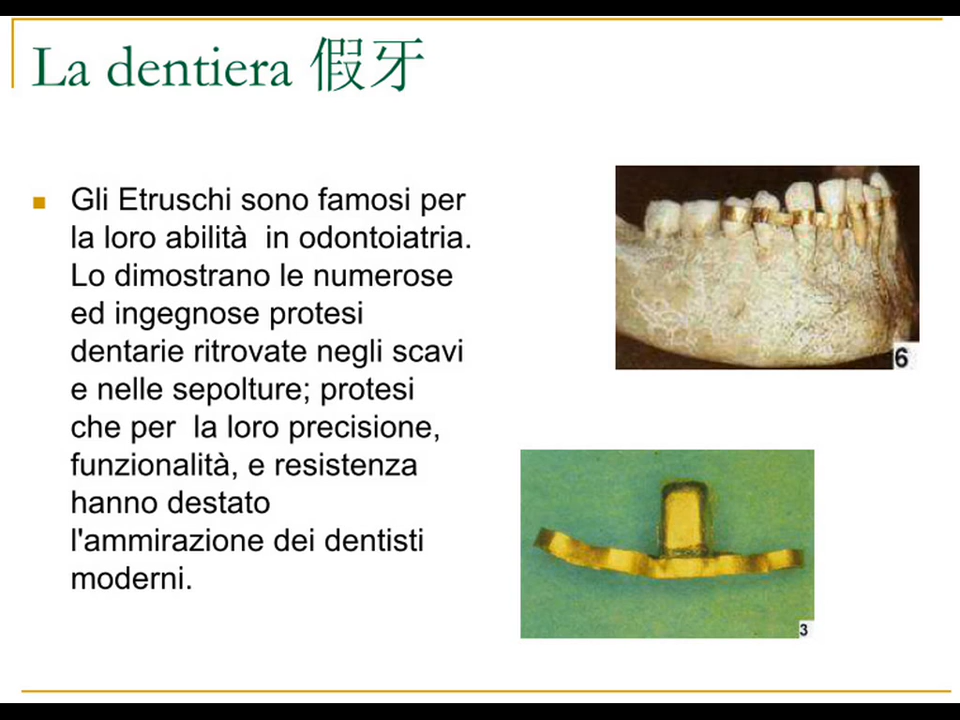 La dentiera 假牙
Gli Etruschi sono famosi per
la loro abilità in odontoiatria.
Lo dimostrano le numerose
ed ingegnose protesi
dentarie ritrovate negli scavi
e nelle sepolture; protesi
che per la loro precisione,
funzionalità, e resistenza
hanno destato
l'ammirazione dei dentisti
moderni.
6
3